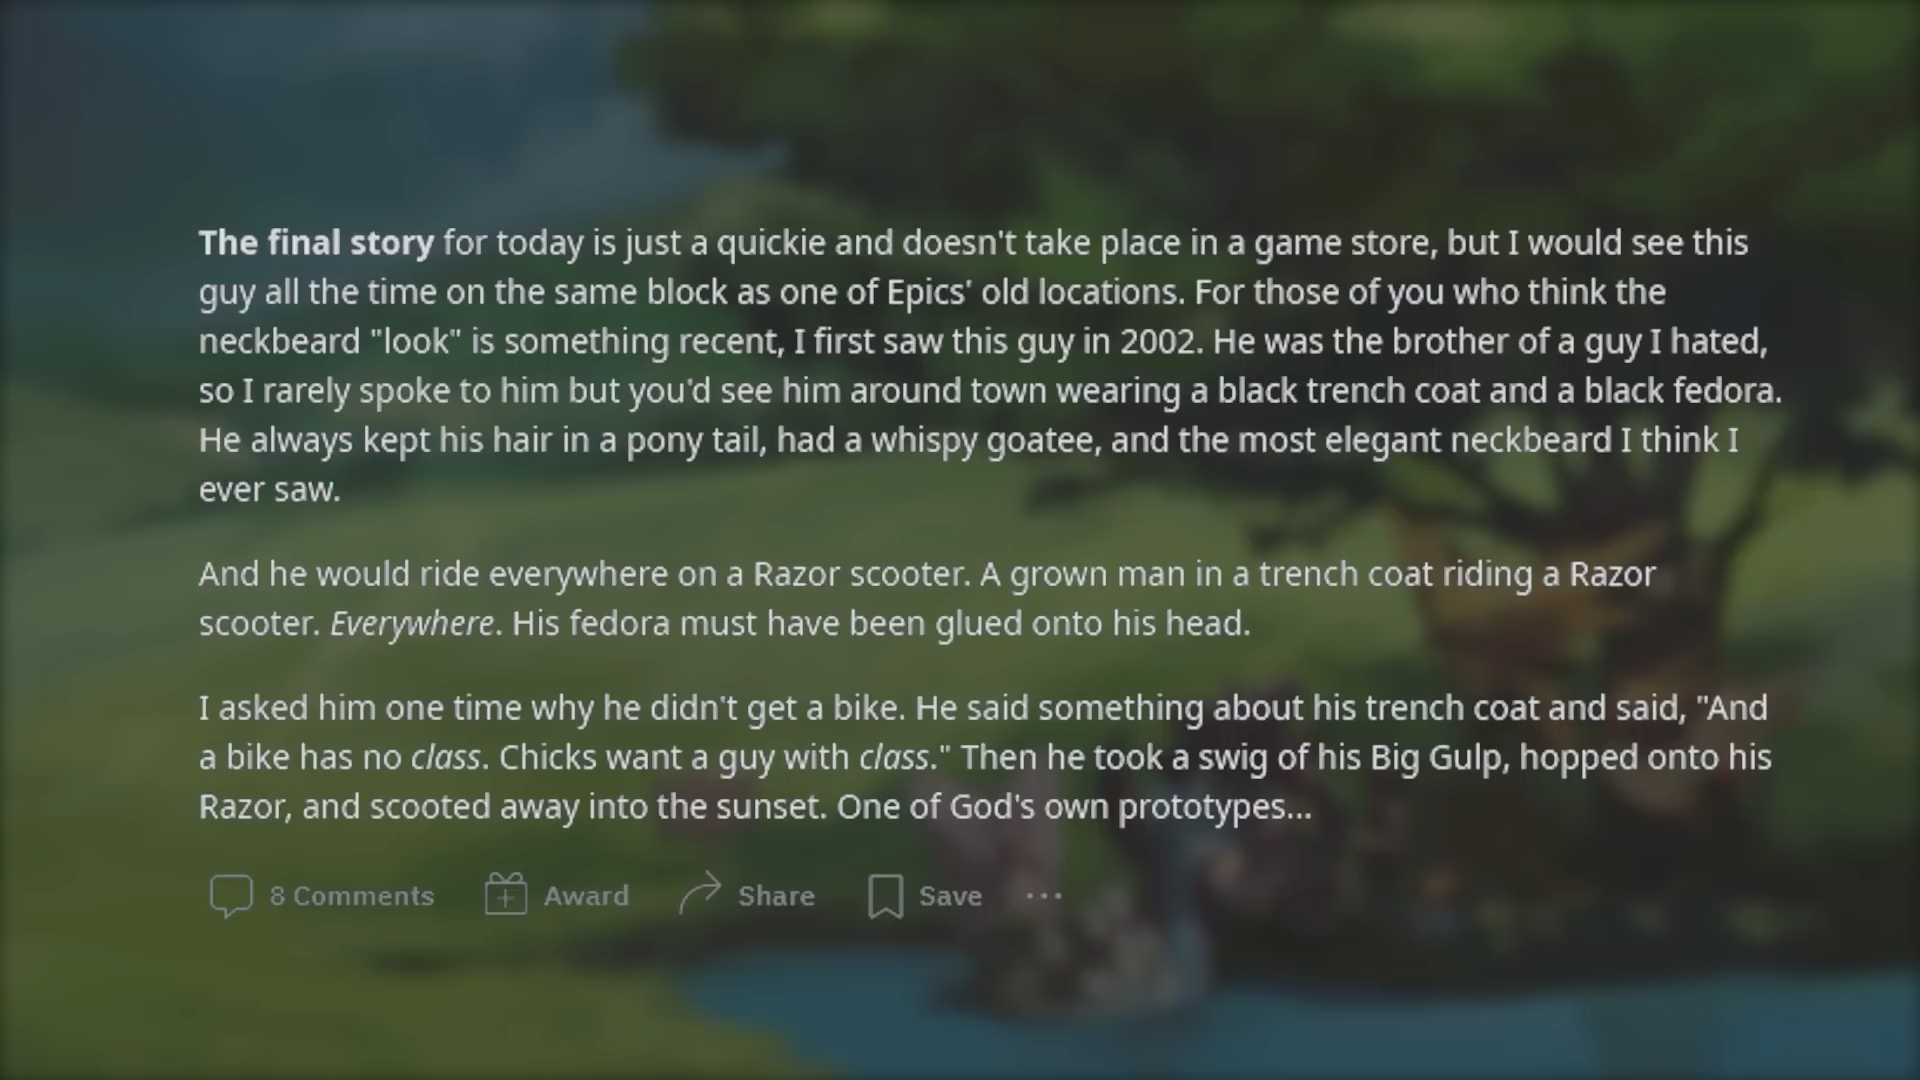 The final story for today is just a quickie and doesn't take place in a game store, but I would see this
guy all the time on the same block as one of Epics' old locations. For those of you who think the
neckbeard "look" is something recent, I first saw this guy in 2002. He was the brother of a guy I hated,
so I rarely spoke to him but you'd see him around town wearing a black trench coat and a black fedora.
He always kept his hair in a pony tail, had a whispy goatee, and the most elegant neckbeard I think I
ever saw.
And he would ride everywhere on a Razor scooter. A grown man in a trench coat riding a Razor
scooter. Everywhere. His fedora must have been glued onto his head.
I asked him one time why he didn't get a bike. He said something about his trench coat and said, "And
a bike has no class. Chicks want a guy with class." Then he took a swig of his Big Gulp, hopped onto his
Razor, and scooted away into the sunset. One of God's own prototypes...
8 Comments Award Share Save ...